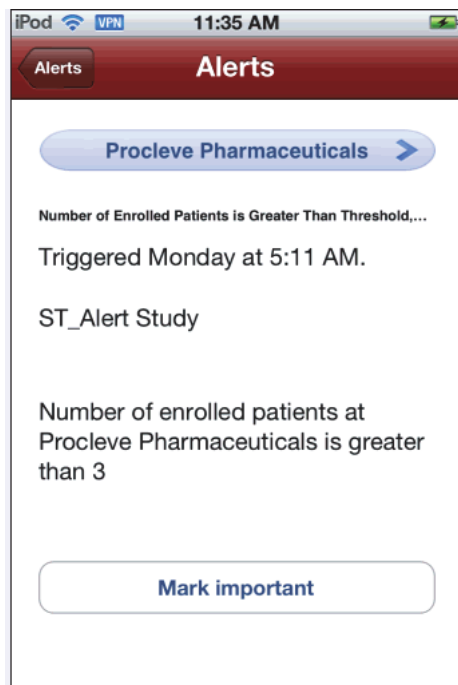 iPod VPN 11:35 AM
Alerts Alerts
Procleve Pharmaceuticals
Number of Enrolled Patients is Greater Than Threshold,...
Triggered Monday at 5:11 AM.
ST_Alert Study
Number of enrolled patients at
Procleve Pharmaceuticals is greater
than 3
Mark important